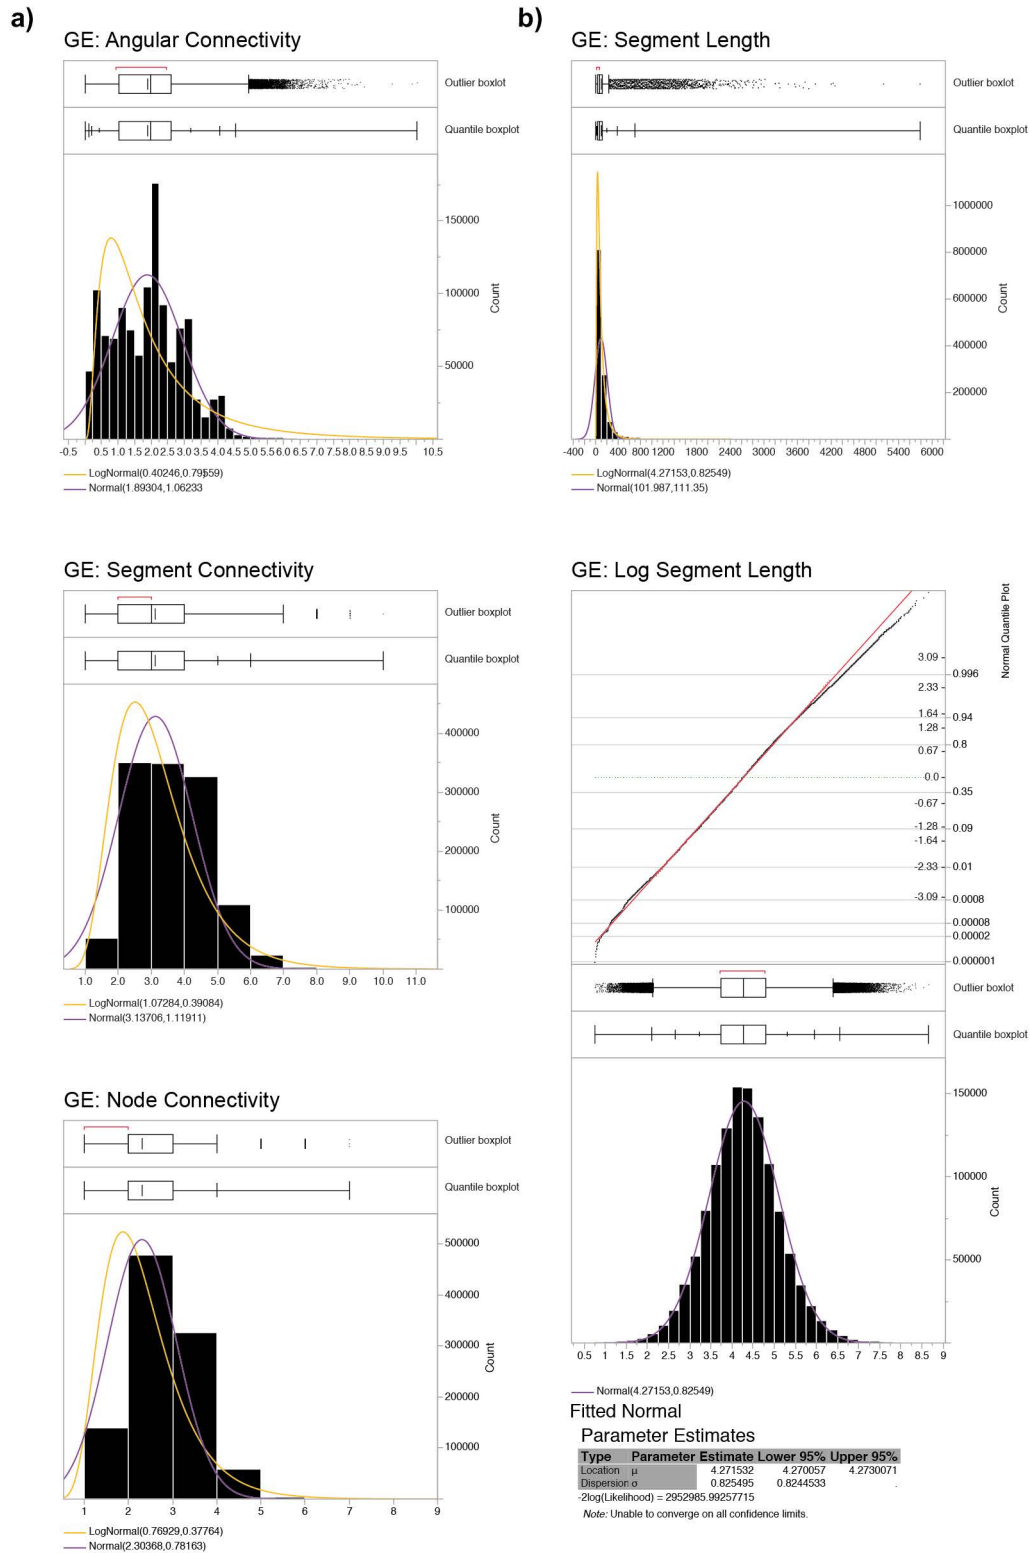 a)
GE: Angular Connectivity
Outlier boxlot
Quantile boxplot
150000
100000
50000
Count
-0.5 0.5 1.0 1.5 2.0 2.5 3.0 3.5 4.0 4.5 5.0 5.5 6.0 6.5 7.0 7.5 8.0 8.5 9.0 9.5 10.5
LogNormal(0.40246,0.79559)
Normal(1.89304,1.06233
GE: Segment Connectivity
Outlier boxplot
Quantile boxplot
400000
300000
200000
100000
Count
1.0 2.0 3.0 4.0 5.0 6.0 7.0 8.0 9.0 10.0 11.0
LogNormal(1.07284,0.39084)
Normal(3.13706,1.11911)
GE: Node Connectivity
Outlier boxplot
Quantile boxplot
500000
400000
300000
200000
100000
Count
1 2 3 4 5 6 7 8 9
LogNormal(0.76929,0.37764)
Normal(2.30368,0.78163)
b)
GE: Segment Length
Outlier boxlot
Quantile boxplot
1000000
800000
600000
400000
200000
Count
-400 0 400 800 1200 2000 2800 3600 4400 5200 6000
LogNormal(4.27153,0.82549)
Normal(101.987,111.35)
GE: Log Segment Length
Normal Quantile Plot
3.09
0.996
2.33
1.64 0.94
1.28
0.8
0.67
0.0
0.35
-0.67
-1.28 0.09
-1.64
-2.33 0.01
-3.09 0.0008
0.00008
0.00002
0.000001
Outlier boxlot
Quantile boxplot
150000
100000
50000
Count
0.5 1 1.5 2 2.5 3 3.5 4 4.5 5 5.5 6 6.5 7 7.5 8 8.5 9
Normal(4.27153,0.82549)
Fitted Normal
Parameter Estimates
Type Parameter Estimate Lower 95% Upper 95%
Location μ 4.271532 4.270057 4.2730071
Dispersion σ 0.825495 0.8244533 .
-2log(Likelihood) = 2952985.99257715
Note: Unable to converge on all confidence limits.